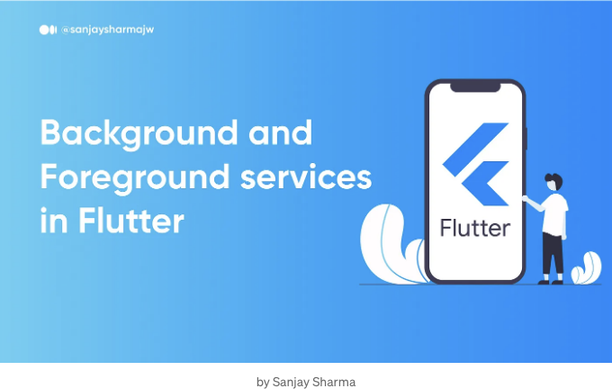 @sanjaysharmajw
Background and
Foreground services
in Flutter
Flutter
by Sanjay Sharma